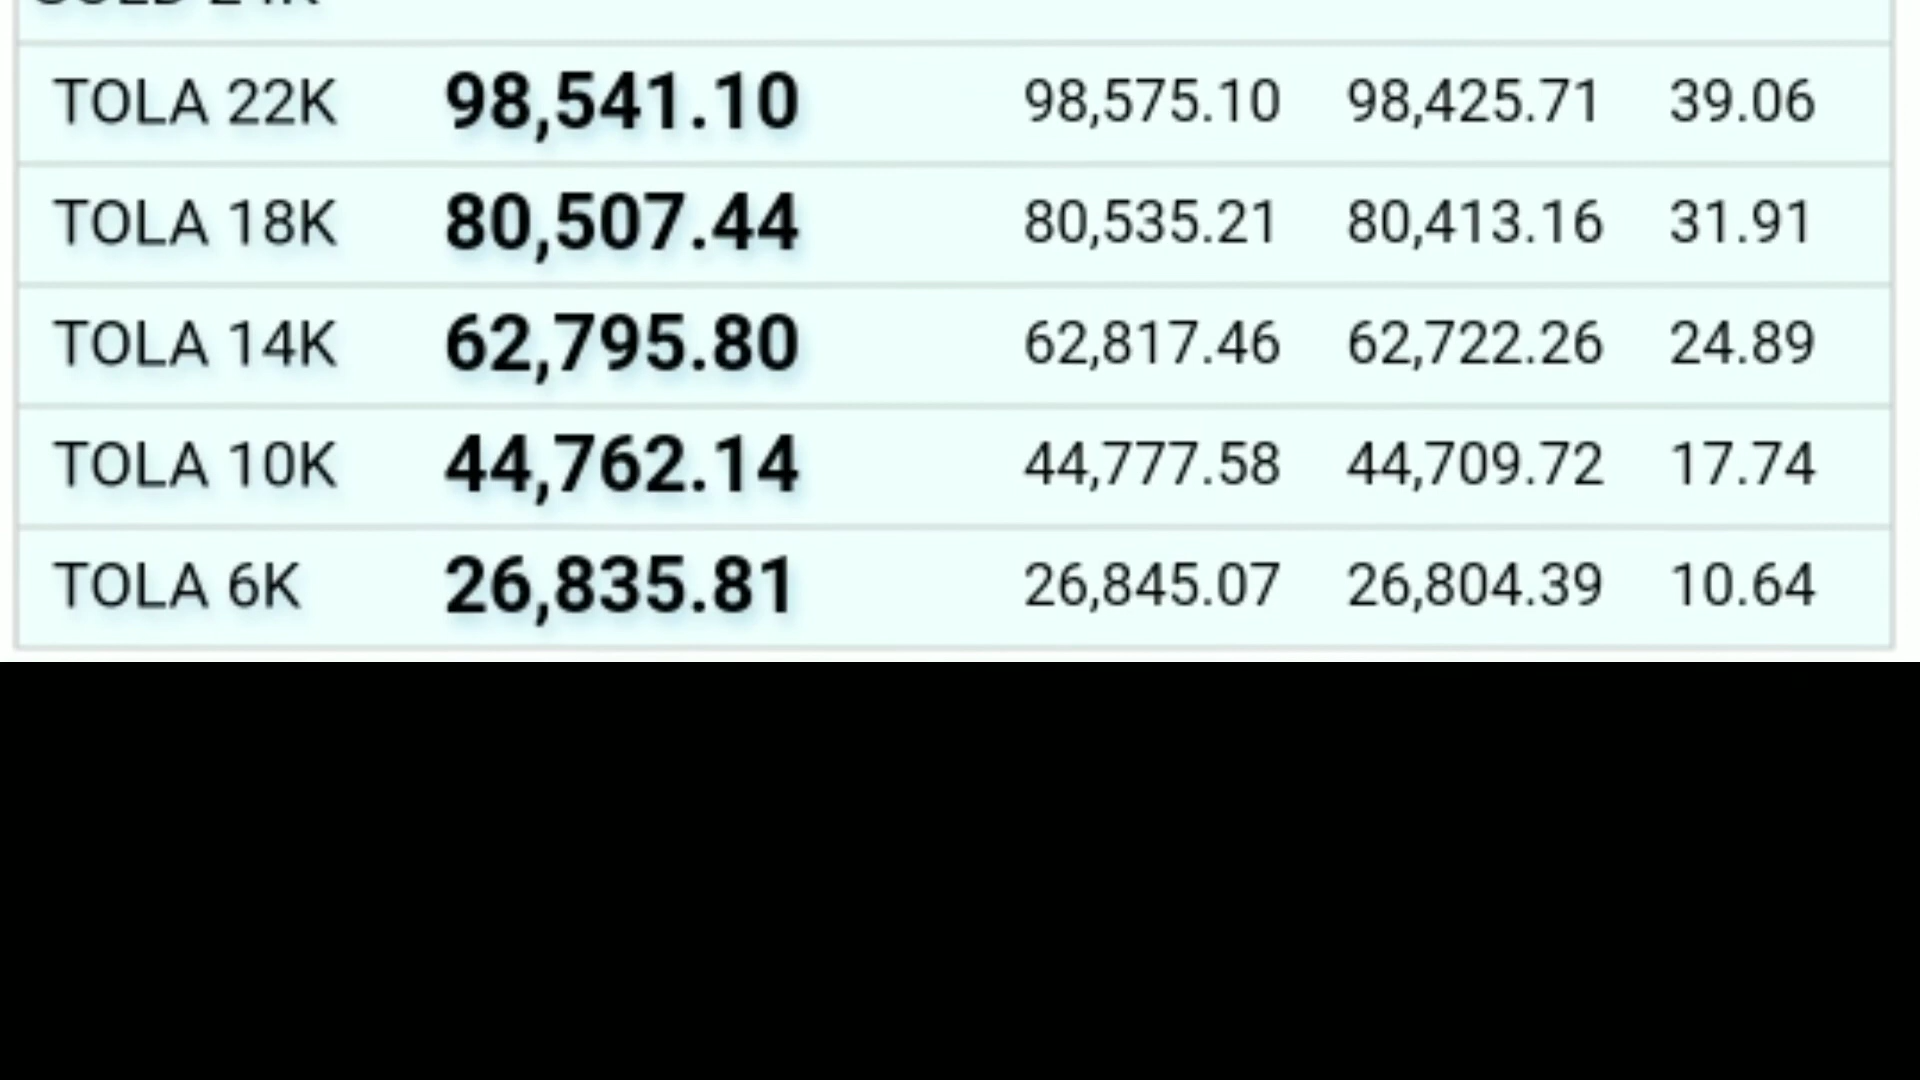 TOLA 22K 98,541.10 98,575.10 98,425.71 39.06
TOLA 18K 80,507.44 80,535.21 80,413.16 31.91
TOLA 14K 62,795.80 62,817.46 62,722.26 24.89
TOLA 10K 44,762.14 44,777.58 44,709.72 17.74
TOLA 6K 26,835.81 26,845.07 26,804.39 10.64